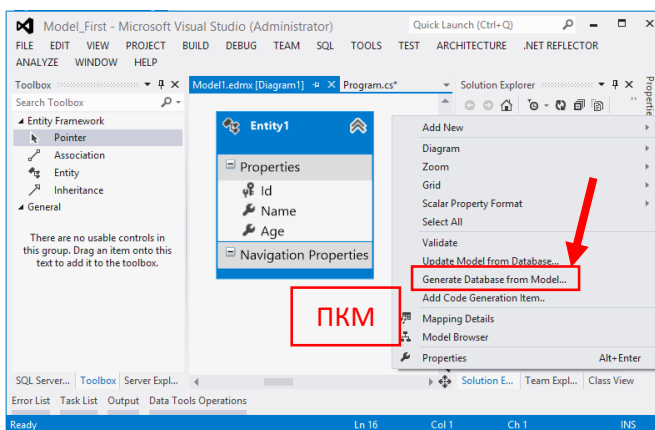 Model_First - Microsoft Visual Studio (Administrator)
Quick Launch (Ctrl+Q)
FILE EDIT VIEW PROJECT BUILD DEBUG TEAM SQL TOOLS TEST ARCHITECTURE .NET REFLECTOR
ANALYZE WINDOW HELP
Toolbox
Search Toolbox
Entity Framework
Pointer
Association
Entity
Inheritance
General
There are no usable controls in
this group. Drag an item onto this
text to add it to the toolbox.
Model1.edmx [Diagram1]
Program.cs*
Entity1
Properties
Id
Name
Age
Navigation Properties
ПКМ
Solution Explorer
Add New
Diagram
Zoom
Grid
Scalar Property Format
Select All
Validate
Update Model from Database...
Generate Database from Model...
Add Code Generation Item..
Mapping Details
Model Browser
Properties Alt+Enter
SQL Server... Toolbox Server Expl...
Solution E... Team Expl... Class View
Error List Task List Output Data Tools Operations
Ready Ln 16 Col 1 Ch 1 INS